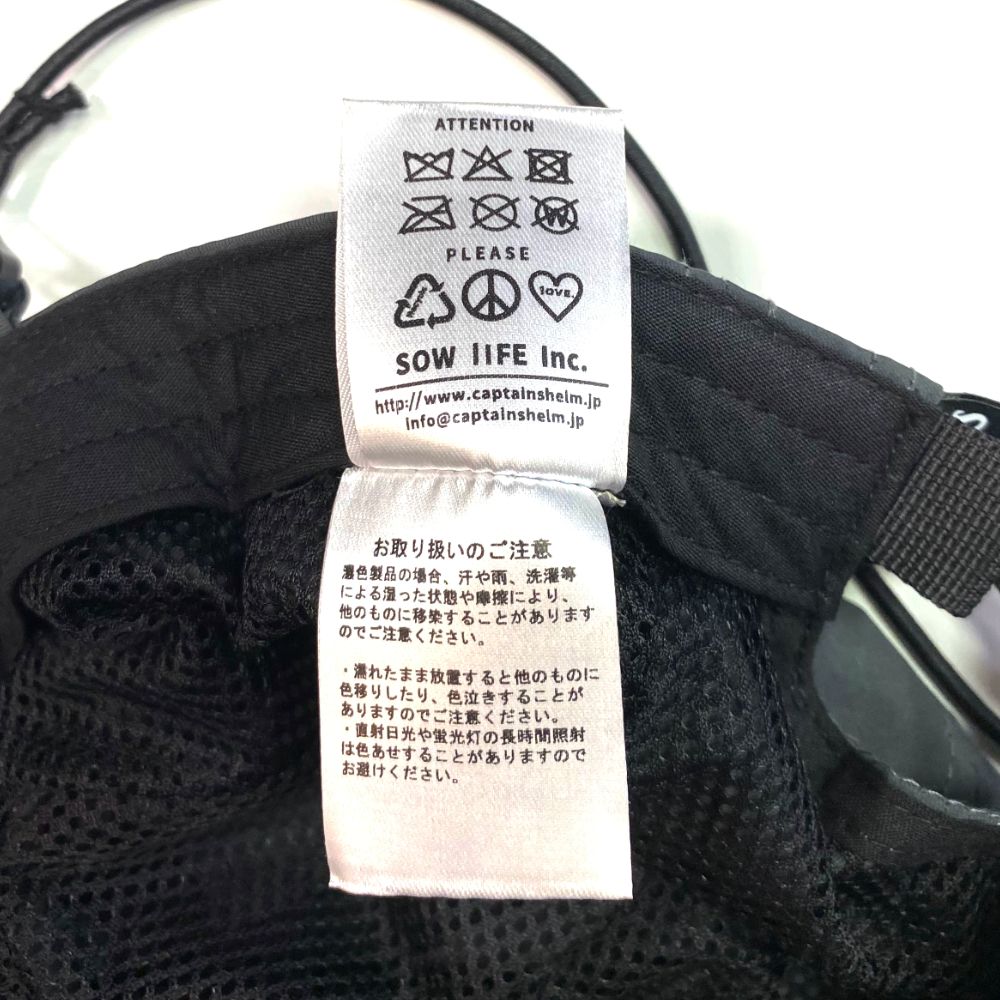 ATTENTION
W
PLEASE
love.
SOW lIFE Inc.
http://www.captainshelm.jp
info@captainshelm.jp
S
お取り扱いのご注意
濃色製品の場合、汗や雨、洗濯等
による湿った状態や摩擦により、
他のものに移染することがあります
のでご注意ください。
・濡れたまま放置すると他のものに
色移りしたり、色泣きすることが
ありますのでご注意ください。
・直射日光や蛍光灯の長時間照射
は色あせすることがありますので
お避けください。